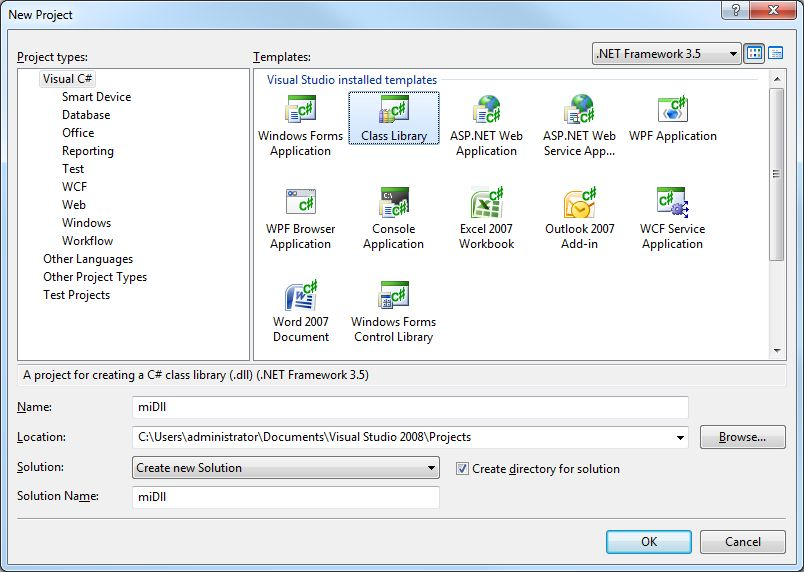 New Project
Project types:
Templates:
.NET Framework 3.5
Visual C#
Smart Device
Database
Office
Reporting
Test
WCF
Web
Windows
Workflow
Other Languages
Other Project Types
Test Projects
Visual Studio installed templates
Windows Forms
Application
Class Library
ASP.NET Web
Application
ASP.NET Web
Service App...
WPF Application
WPF Browser
Application
Console
Application
Excel 2007
Workbook
Outlook 2007
Add-in
WCF Service
Application
Word 2007
Document
Windows Forms
Control Library
A project for creating a C# class library (.dll) (.NET Framework 3.5)
Name:
miDll
Location:
C:\Users\administrator\Documents\Visual Studio 2008\Projects
Browse...
Solution:
Create new Solution
Create directory for solution
Solution Name:
miDll
OK
Cancel